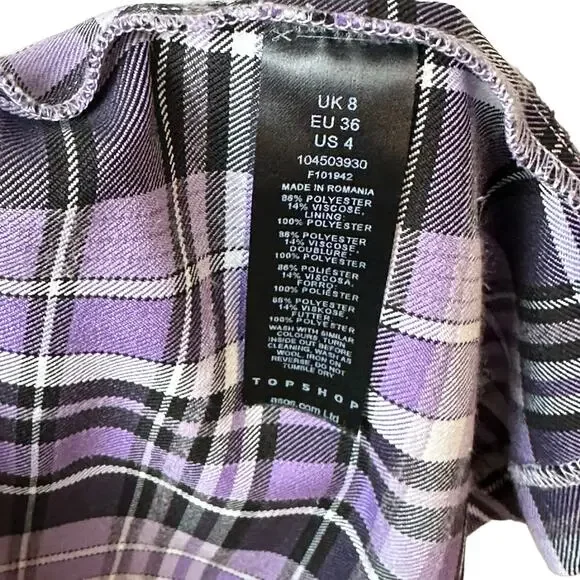 UK 8
EU 36
US 4
104503930
F101942
MADE IN ROMANIA
86% POLYESTER
14% VISCOSE,
LINING:
100% POLYESTER
86% POLYESTER
14% VISCOSE,
DOUBLURE:
100% POLYESTER
86% POLIÉSTER
14% VISCOSA,
FORRO:
100% POLIÉSTER
86% POLYESTER
14% VISKOSE,
FUTTER:
100% POLYESTER
WASH WITH SIMILAR
COLOURS, TURN
INSIDE OUT BEFORE
CLEANING, WASH AS
WOOL, IRON ON
REVERSE, DO NOT
TUMBLE DRY
TOPSHOP
asos.com Ltd